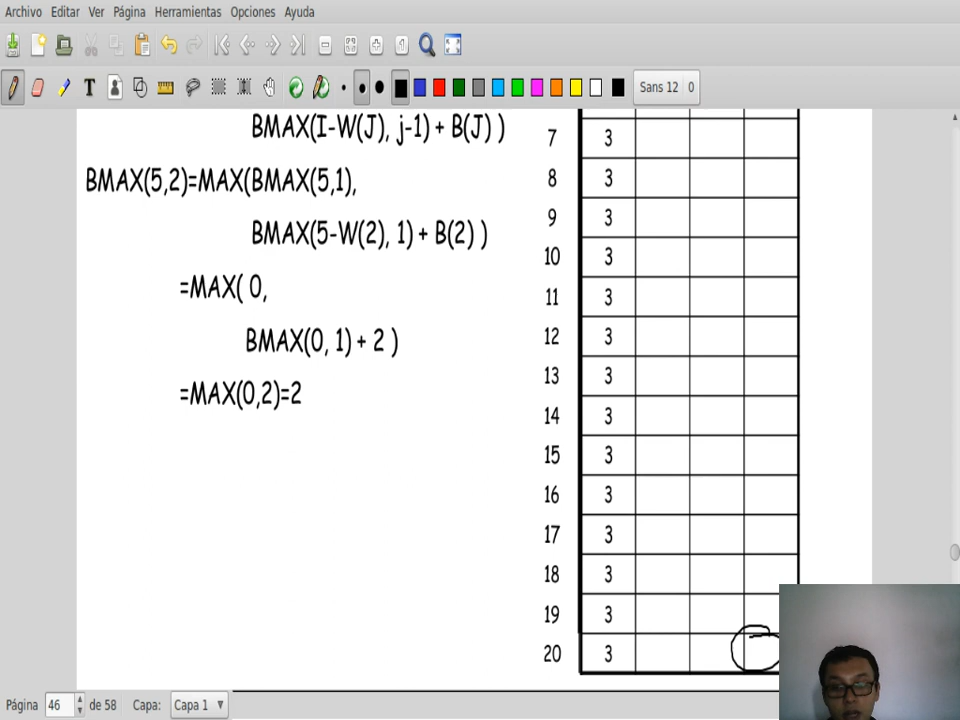 Archivo Editar Ver Página Herramientas Opciones Ayuda
Sans 12 0
BMAX(I-W(J), j-1) + B(J) )
BMAX(5,2)=MAX(BMAX(5,1),
BMAX(5-W(2), 1) + B(2) )
=MAX( 0,
BMAX(0, 1) + 2 )
=MAX(0,2)=2
7 3
8 3
9 3
10 3
11 3
12 3
13 3
14 3
15 3
16 3
17 3
18 3
19 3
20 3
Página 46 de 58 Capa: Capa 1